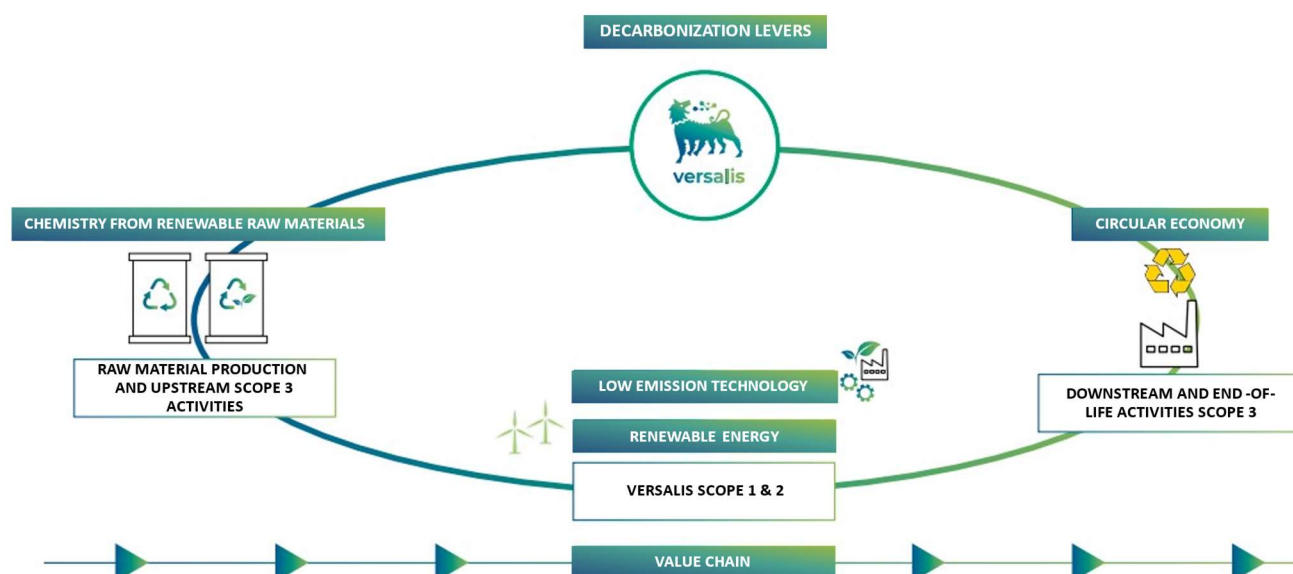 DECARBONIZATION LEVERS
versalis
CHEMISTRY FROM RENEWABLE RAW MATERIALS
CIRCULAR ECONOMY
RAW MATERIAL PRODUCTION
AND UPSTREAM SCOPE 3
ACTIVITIES
LOW EMISSION TECHNOLOGY
RENEWABLE ENERGY
VERSALIS SCOPE 1 & 2
DOWNSTREAM AND END -OF-
LIFE ACTIVITIES SCOPE 3
VALUE CHAIN